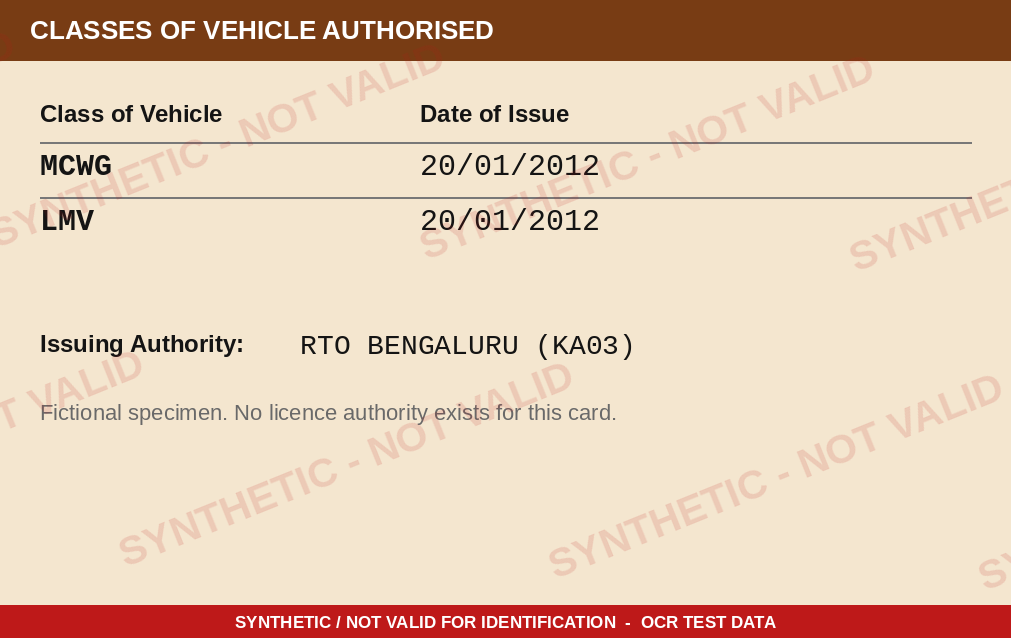 CLASSES OF VEHICLE AUTHORISED
Class of Vehicle Date of Issue
MCWG 20/01/2012
LMV 20/01/2012
Issuing Authority: RTO BENGALURU (KA03)
Fictional specimen. No licence authority exists for this card.
SYNTHETIC - NOT VALID
SYNTHETIC - NOT VALID
SYNTHETIC - NOT VALID
SYNTHETIC - NOT VALID
SYNTHETIC / NOT VALID FOR IDENTIFICATION - OCR TEST DATA